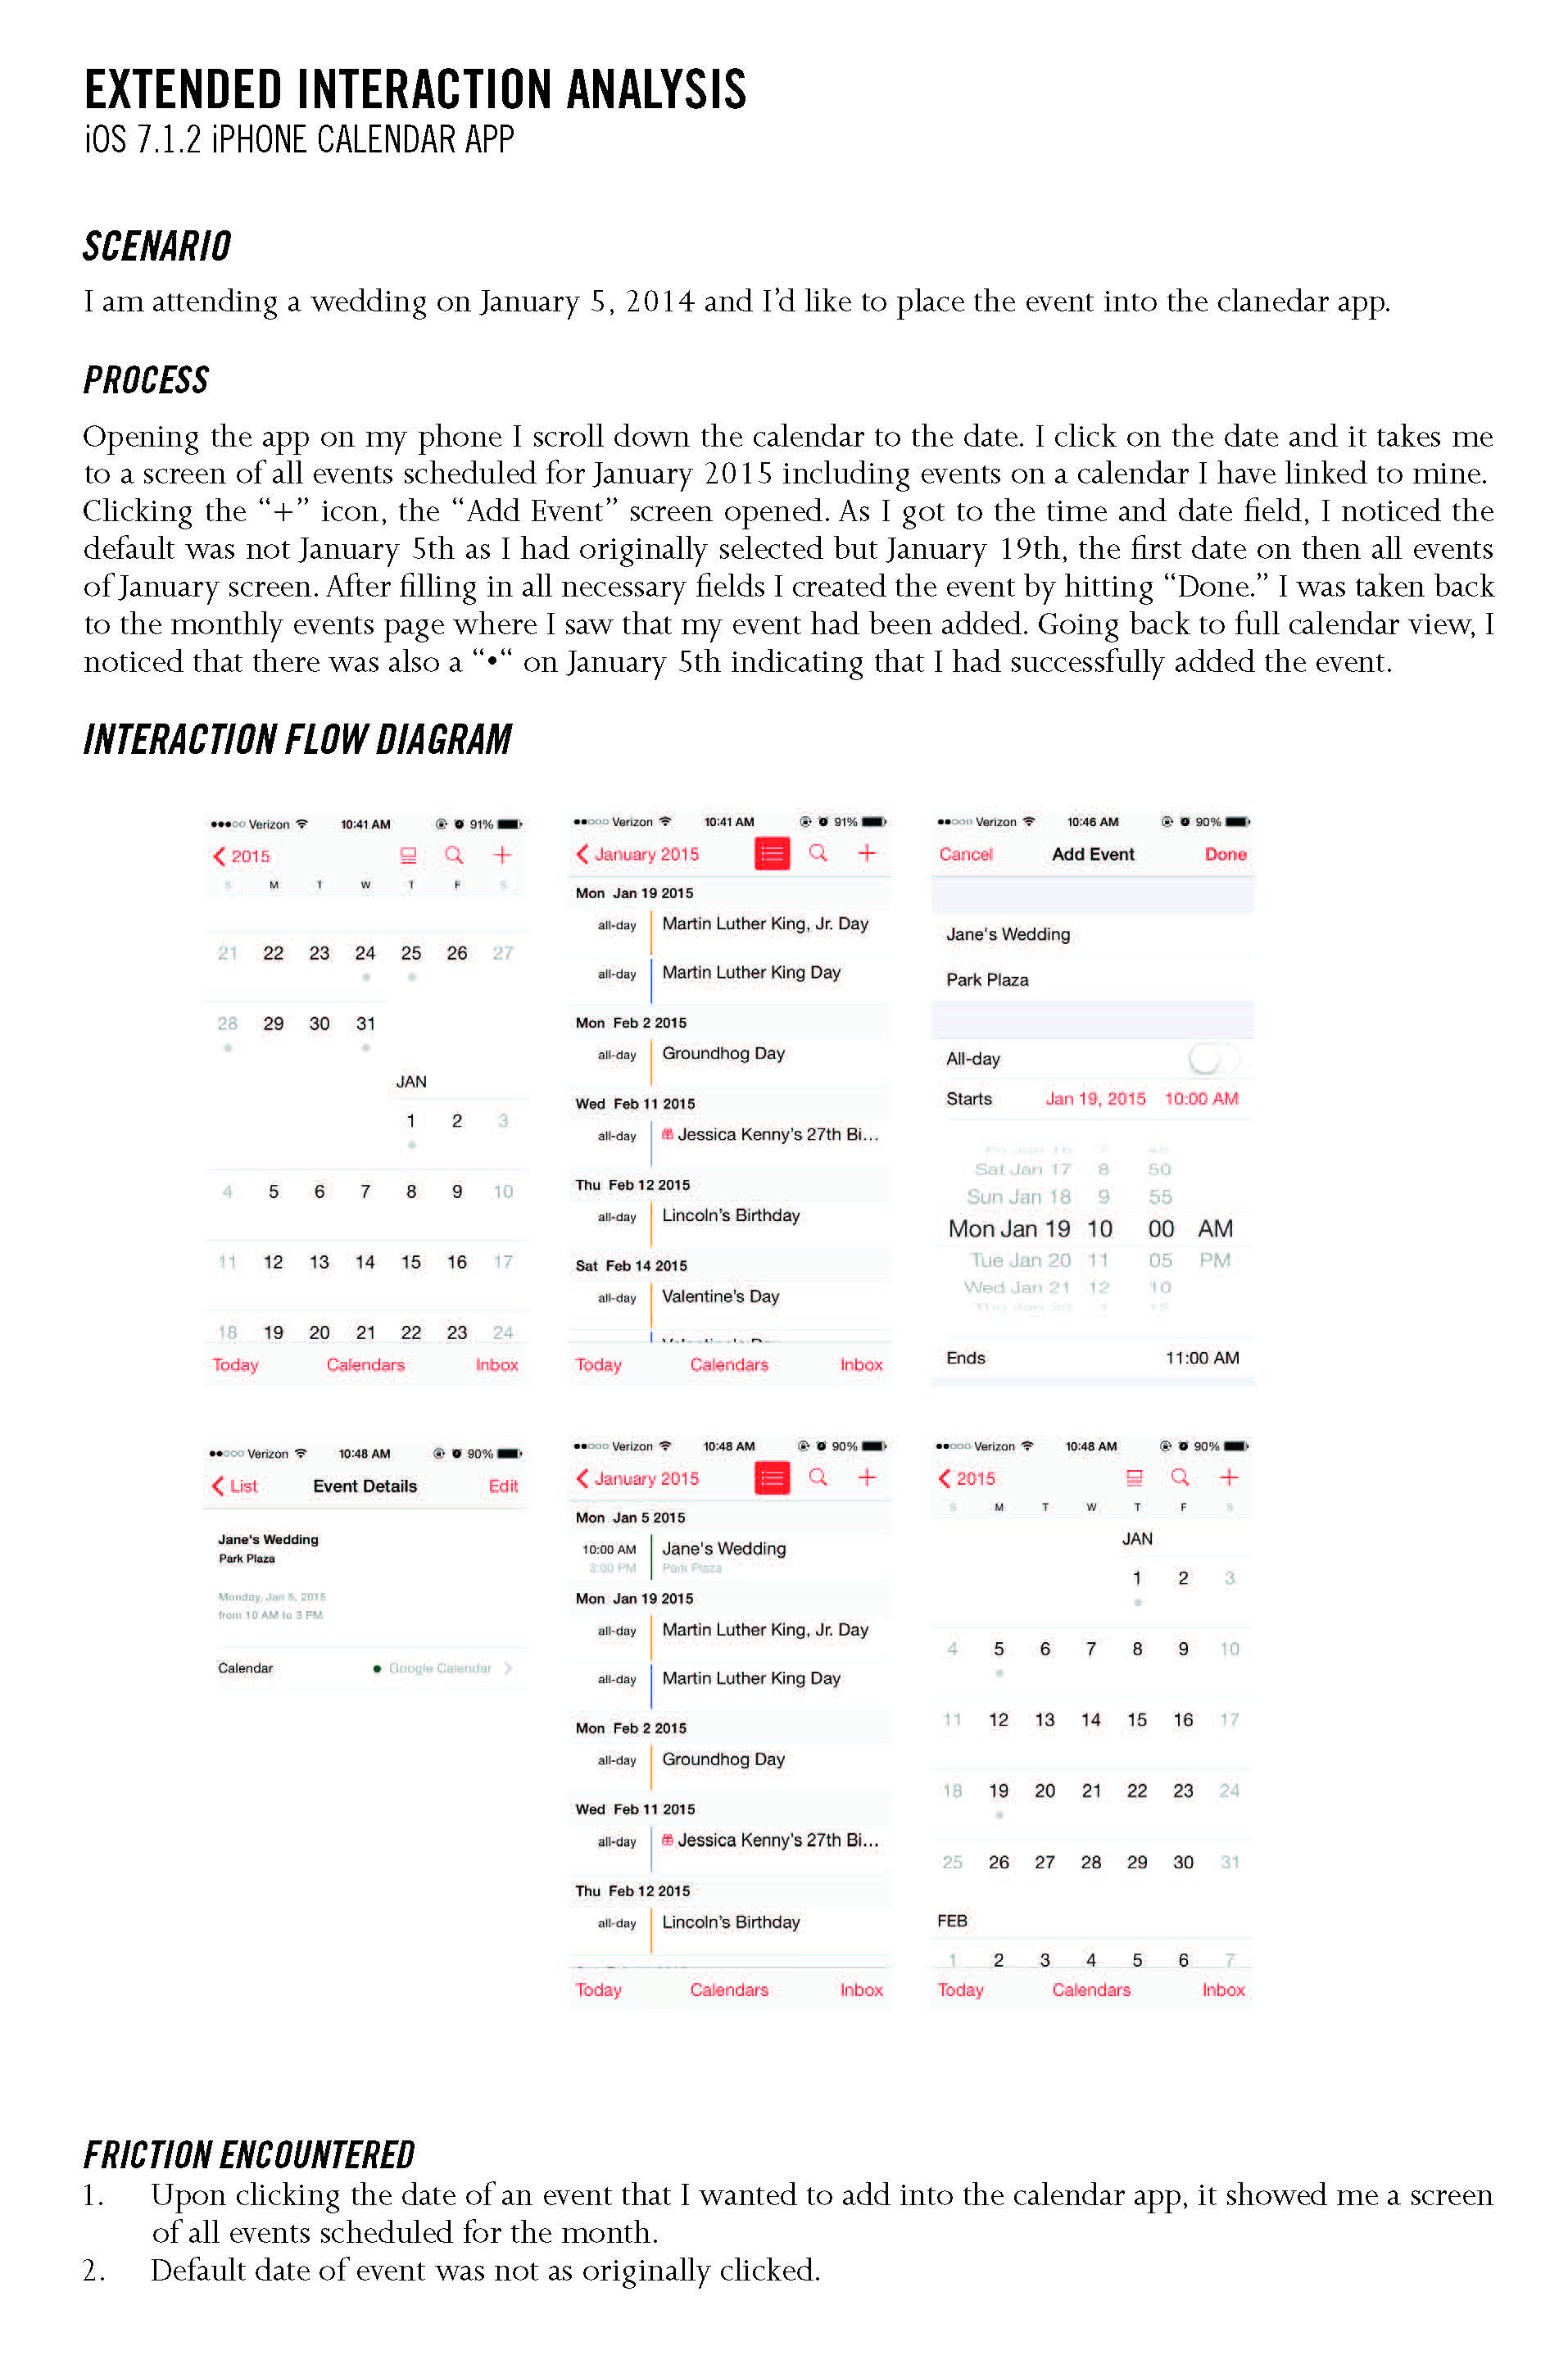 EXTENDED INTERACTION ANALYSIS
iOS 7.1.2 iPHONE CALENDAR APP
SCENARIO
I am attending a wedding on January 5, 2014 and I'd like to place the event into the clanedar app.
PROCESS
Opening the app on my phone I scroll down the calendar to the date. I click on the date and it takes me
to a screen of all events scheduled for January 2015 including events on a calendar I have linked to mine.
Clicking the “+” icon, the “Add Event” screen opened. As I got to the time and date field, I noticed the
default was not January 5th as I had originally selected but January 19th, the first date on then all events
of January screen. After filling in all necessary fields I created the event by hitting “Done.” I was taken back
to the monthly events page where I saw that my event had been added. Going back to full calendar view, I
noticed that there was also a “•“ on January 5th indicating that I had successfully added the event.
INTERACTION FLOW DIAGRAM
Verizon 10:41 AM 91%
2015
S M T W T F S
21 22 23 24 25 26 27
28 29 30 31
JAN
1 2 3
4 5 6 7 8 9 10
11 12 13 14 15 16 17
18 19 20 21 22 23 24
Today Calendars Inbox
Verizon 10:41 AM 91%
January 2015
Mon Jan 19 2015
all-day Martin Luther King, Jr. Day
all-day Martin Luther King Day
Mon Feb 2 2015
all-day Groundhog Day
Wed Feb 11 2015
all-day Jessica Kenny's 27th Bi...
Thu Feb 12 2015
all-day Lincoln's Birthday
Sat Feb 14 2015
all-day Valentine's Day
Today Calendars Inbox
Verizon 10:46 AM 90%
Cancel Add Event Done
Jane's Wedding
Park Plaza
All-day
Starts Jan 19, 2015 10:00 AM
Sat Jan 17 8 50
Sun Jan 18 9 55
Mon Jan 19 10 00 AM
Tue Jan 20 11 05 PM
Wed Jan 21 12 10
Ends 11:00 AM
Verizon 10:48 AM 90%
List Event Details Edit
Jane's Wedding
Park Plaza
Monday, Jan 5, 2015
from 10 AM to 3 PM
Calendar Google Calendar
Verizon 10:48 AM 90%
January 2015
Mon Jan 5 2015
10:00 AM Jane's Wedding
3:00 PM Park Plaza
Mon Jan 19 2015
all-day Martin Luther King, Jr. Day
all-day Martin Luther King Day
Mon Feb 2 2015
all-day Groundhog Day
Wed Feb 11 2015
all-day Jessica Kenny's 27th Bi...
Thu Feb 12 2015
all-day Lincoln's Birthday
Today Calendars Inbox
Verizon 10:48 AM 90%
2015
S M T W T F S
JAN
1 2 3
4 5 6 7 8 9 10
11 12 13 14 15 16 17
18 19 20 21 22 23 24
25 26 27 28 29 30 31
FEB
1 2 3 4 5 6 7
Today Calendars Inbox
FRICTION ENCOUNTERED
1. Upon clicking the date of an event that I wanted to add into the calendar app, it showed me a screen
of all events scheduled for the month.
2. Default date of event was not as originally clicked.